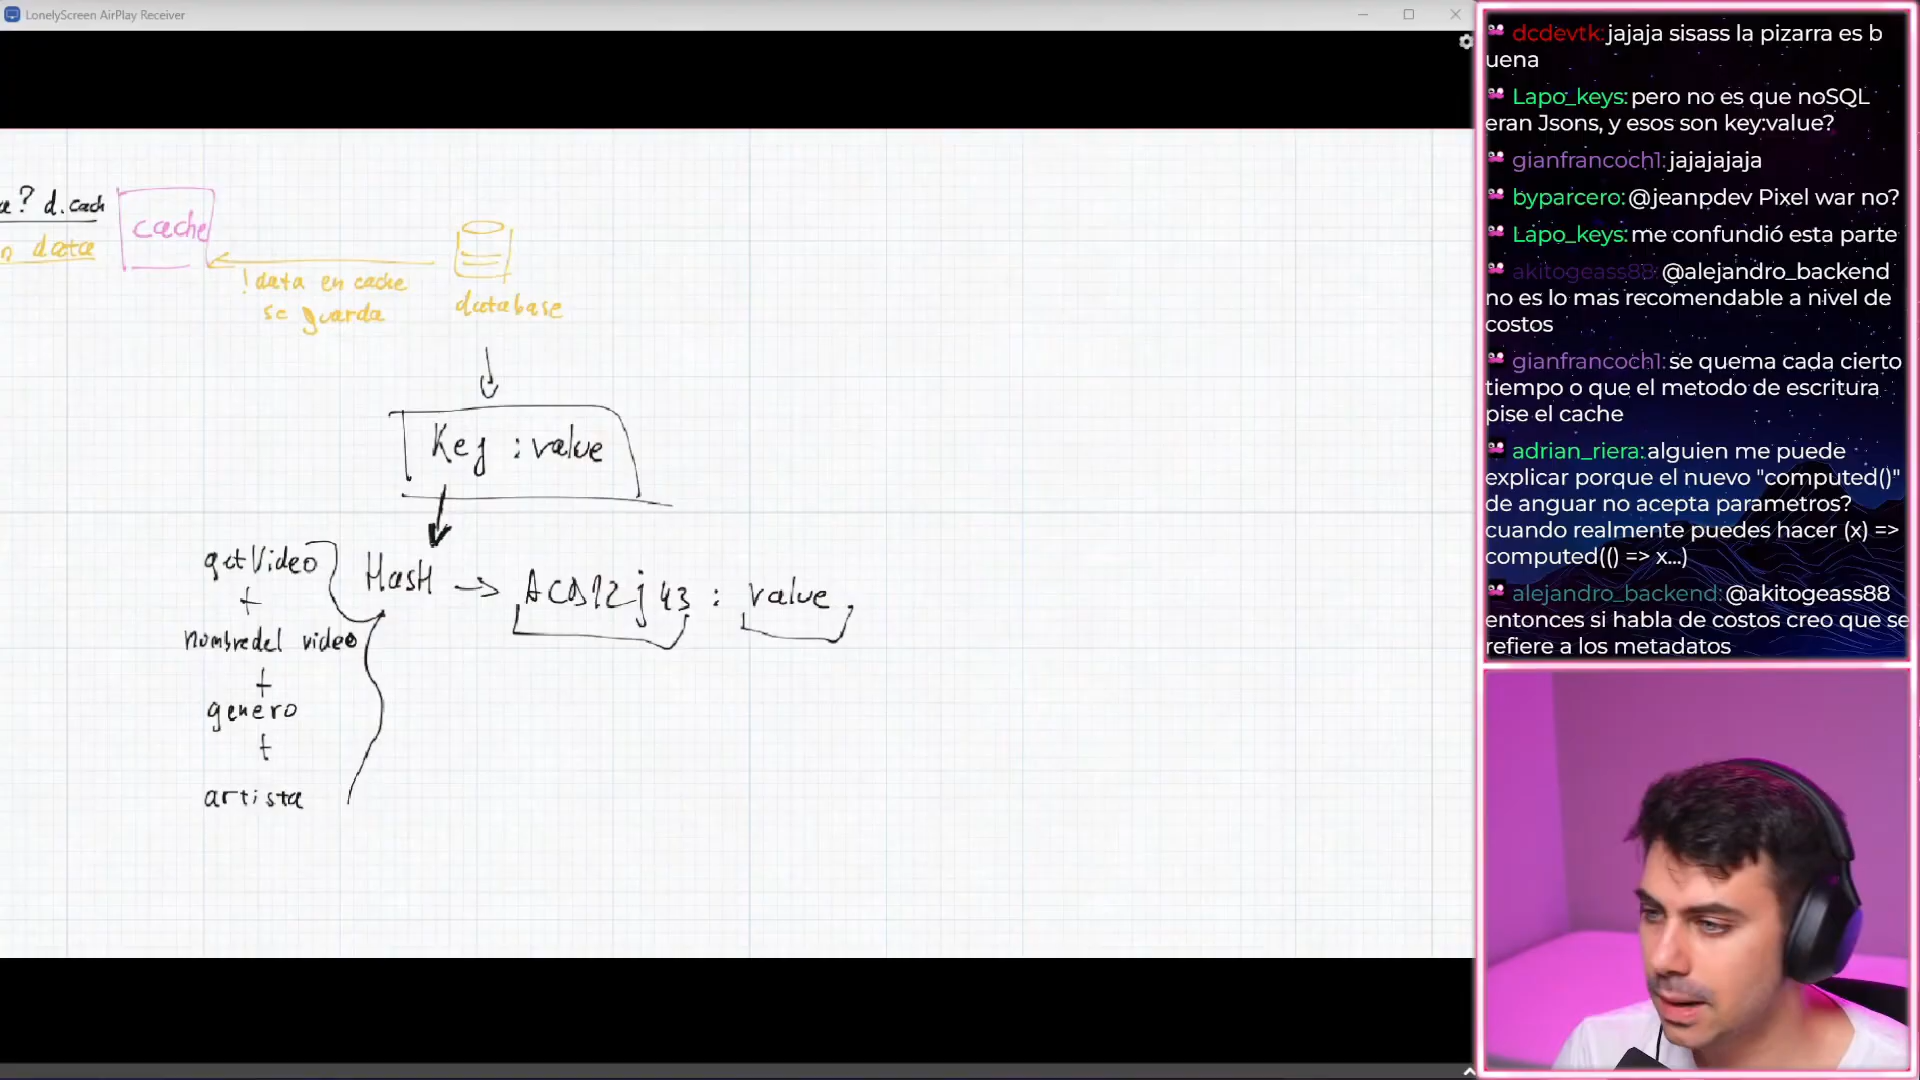 LonelyScreen AirPlay Receiver
a? d.cach
n data
cache
! data en cache
se guarda
database
Key : value
getVideo
+
nombredel video
+
genero
+
artista
HasH → : value
dcdevtk: jajaja sisass la pizarra es b
uena
Lapo_keys: pero no es que noSQL
eran Jsons, y esos son key:value?
gianfrancoch1: jajajajaja
byparcero: @jeanpdev Pixel war no?
Lapo_keys: me confundió esta parte
akitogeass88: @alejandro_backend
no es lo mas recomendable a nivel de
costos
gianfrancoch1: se quema cada cierto
tiempo o que el metodo de escritura
pise el cache
adrian_riera: alguien me puede
explicar porque el nuevo "computed()"
de anguar no acepta parametros?
cuando realmente puedes hacer (x) =>
computed(() => x...)
alejandro_backend: @akitogeass88
entonces si habla de costos creo que se
refiere a los metadatos